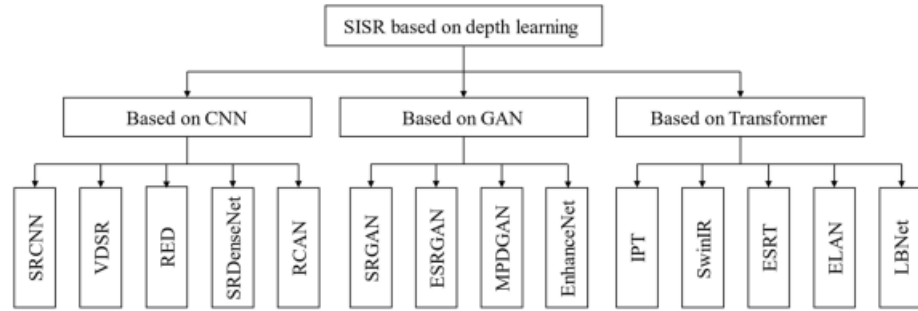 SISR based on depth learning
Based on CNN
Based on GAN
Based on Transformer
SRCNN
VDSR
RED
SRDenseNet
RCAN
SRGAN
ESRGAN
MPDGAN
EnhanceNet
IPT
SwinIR
ESRT
ELAN
LBNet